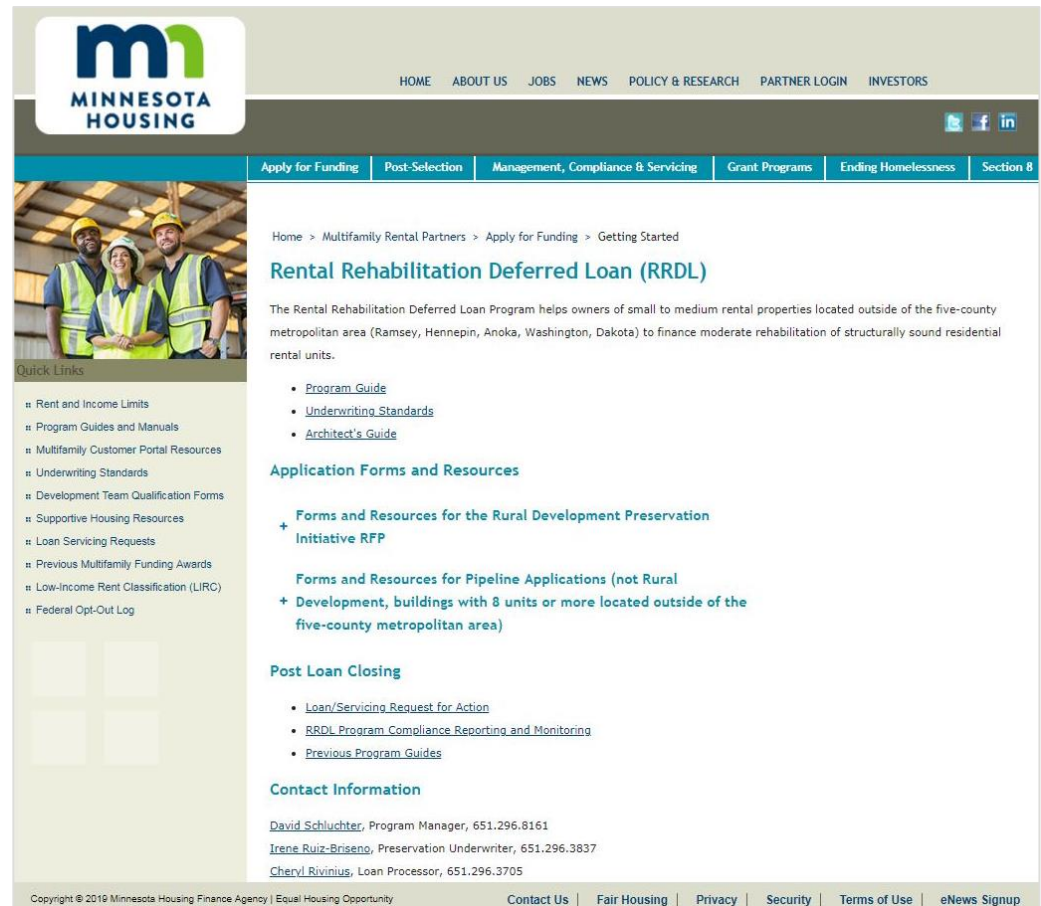 MINNESOTA
HOUSING
HOME ABOUT US JOBS NEWS POLICY & RESEARCH PARTNER LOGIN INVESTORS
Apply for Funding Post-Selection Management, Compliance & Servicing Grant Programs Ending Homelessness Section 8
Quick Links
Rent and Income Limits
Program Guides and Manuals
Multifamily Customer Portal Resources
Underwriting Standards
Development Team Qualification Forms
Supportive Housing Resources
Loan Servicing Requests
Previous Multifamily Funding Awards
Low-Income Rent Classification (LIRC)
Federal Opt-Out Log
Home > Multifamily Rental Partners > Apply for Funding > Getting Started
Rental Rehabilitation Deferred Loan (RRDL)
The Rental Rehabilitation Deferred Loan Program helps owners of small to medium rental properties located outside of the five-county
metropolitan area (Ramsey, Hennepin, Anoka, Washington, Dakota) to finance moderate rehabilitation of structurally sound residential
rental units.
• Program Guide
• Underwriting Standards
• Architect's Guide
Application Forms and Resources
+ Forms and Resources for the Rural Development Preservation
Initiative RFP
Forms and Resources for Pipeline Applications (not Rural
+ Development, buildings with 8 units or more located outside of the
five-county metropolitan area)
Post Loan Closing
• Loan/Servicing Request for Action
• RRDL Program Compliance Reporting and Monitoring
• Previous Program Guides
Contact Information
David Schluchter, Program Manager, 651.296.8161
Irene Ruiz-Briseno, Preservation Underwriter, 651.296.3837
Cheryl Rivinius, Loan Processor, 651.296.3705
Copyright © 2019 Minnesota Housing Finance Agency | Equal Housing Opportunity
Contact Us | Fair Housing | Privacy | Security | Terms of Use | eNews Signup